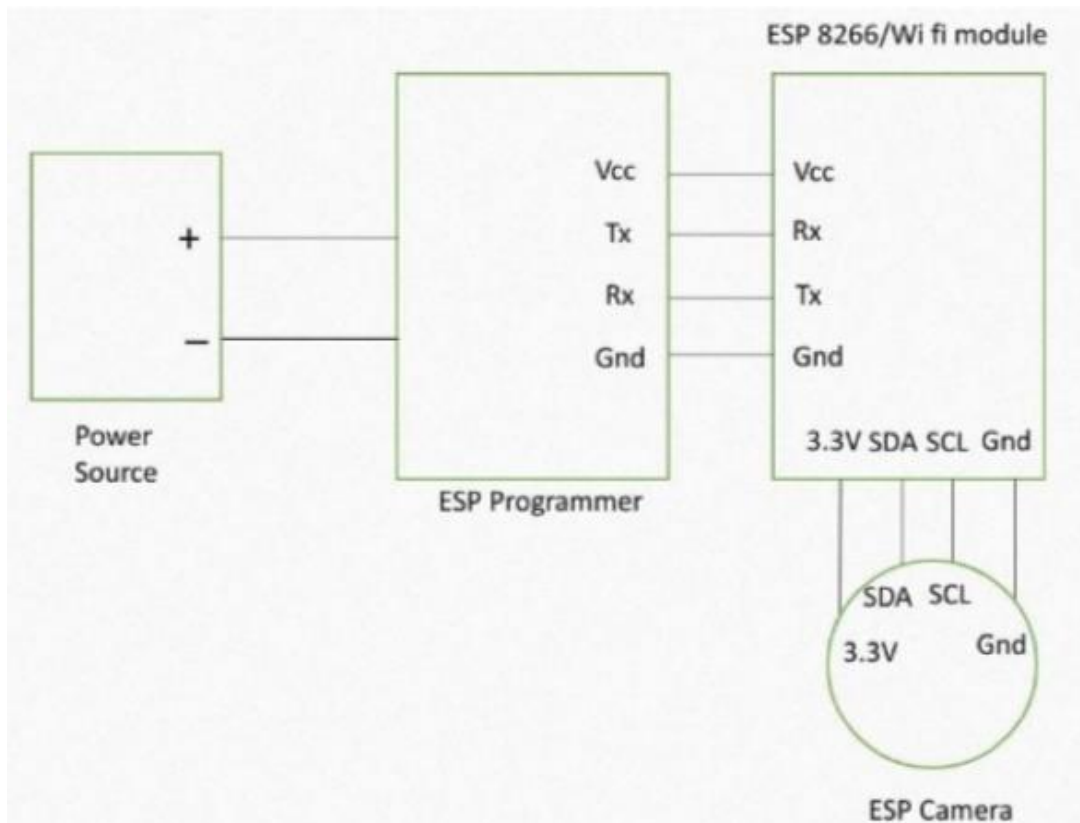 ESP 8266/Wi fi module
Vcc
Vcc
+
Tx
Rx
Rx
Tx
−
Gnd
Gnd
Power
Source
3.3V SDA SCL Gnd
ESP Programmer
SDA SCL
3.3V
Gnd
ESP Camera